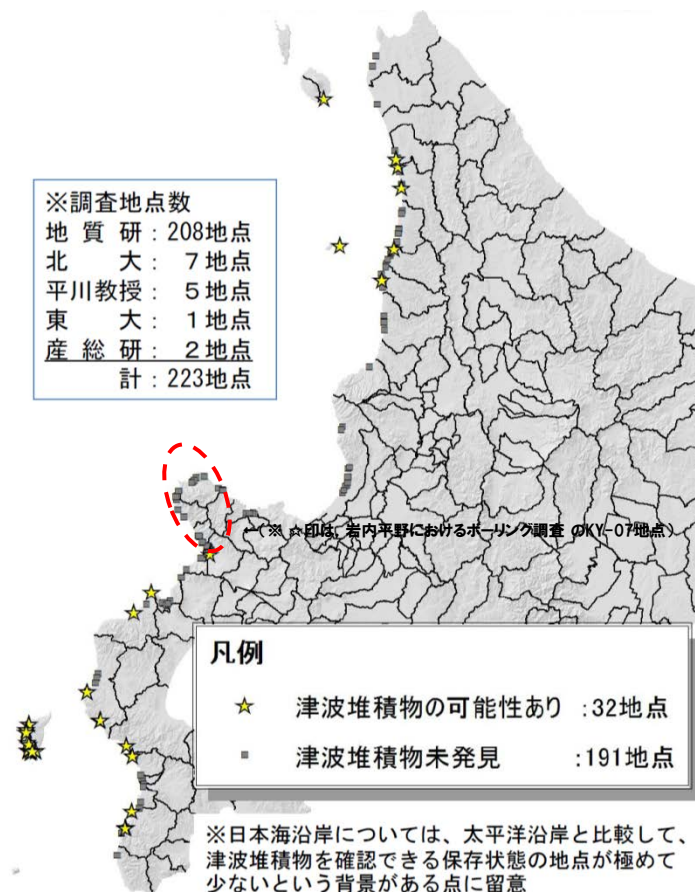 ※調査地点数
地質研：208地点
北大：7地点
平川教授：5地点
東大：1地点
産総研：2地点
計：223地点
←（※ ☆印は、岩内平野におけるボーリング調査 のKY-07地点）
凡例
津波堆積物の可能性あり ：32地点
津波堆積物未発見 ：191地点
※日本海沿岸については、太平洋沿岸と比較して、
津波堆積物を確認できる保存状態の地点が極めて
少ないという背景がある点に留意